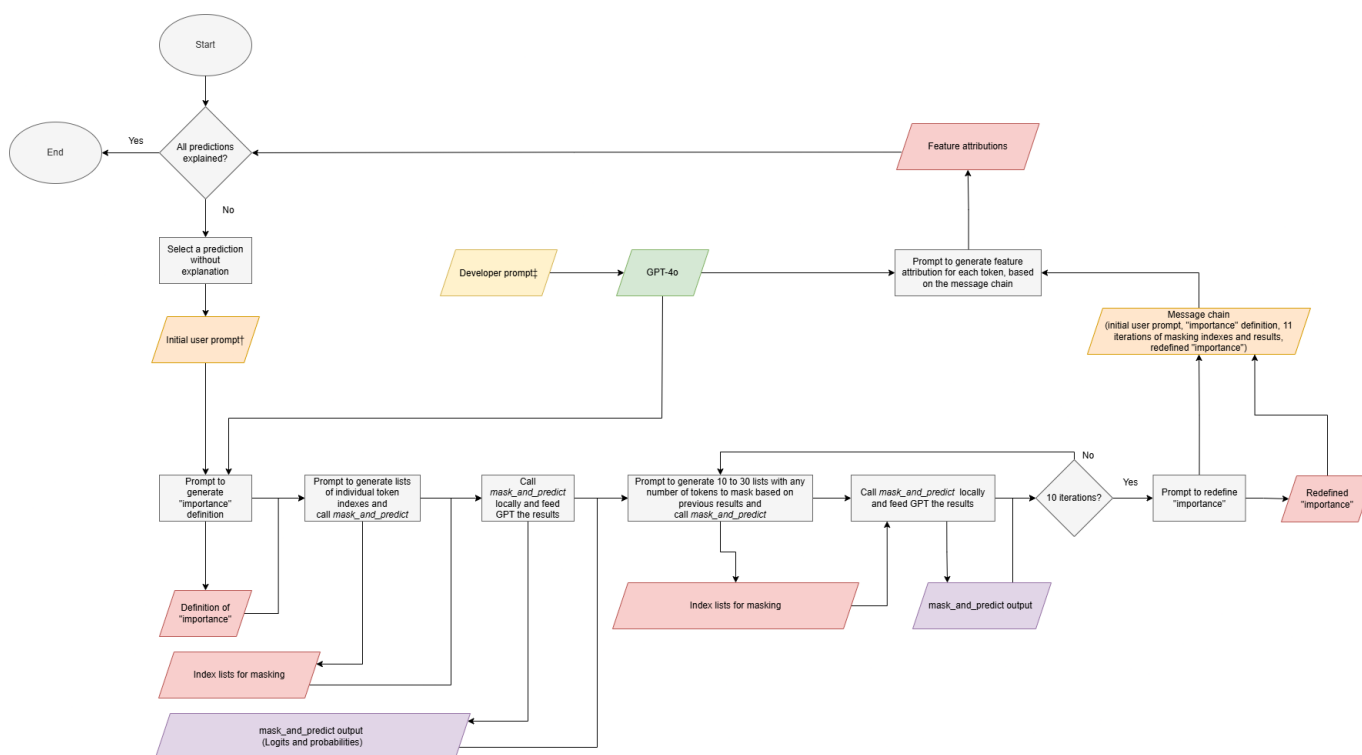 Start
All predictions
explained?
Yes
End
No
Feature attributions
Select a prediction
without
explanation
Developer prompt‡
GPT-4o
Prompt to generate feature
attribution for each token, based
on the message chain
Initial user prompt†
Message chain
(initial user prompt, "importance" definition, 11
iterations of masking indexes and results,
redefined "importance")
Prompt to
generate
"importance"
definition
Prompt to generate lists
of individual token
indexes and
call mask_and_predict
Call
mask_and_predict
locally and feed
GPT the results
Prompt to generate 10 to 30 lists with any
number of tokens to mask based on
previous results and
call mask_and_predict
Call mask_and_predict locally
and feed GPT the results
No
10 iterations?
Yes
Prompt to redefine
"importance"
Redefined
"importance"
Definition of
"importance"
Index lists for masking
mask_and_predict output
Index lists for masking
mask_and_predict output
(Logits and probabilities)